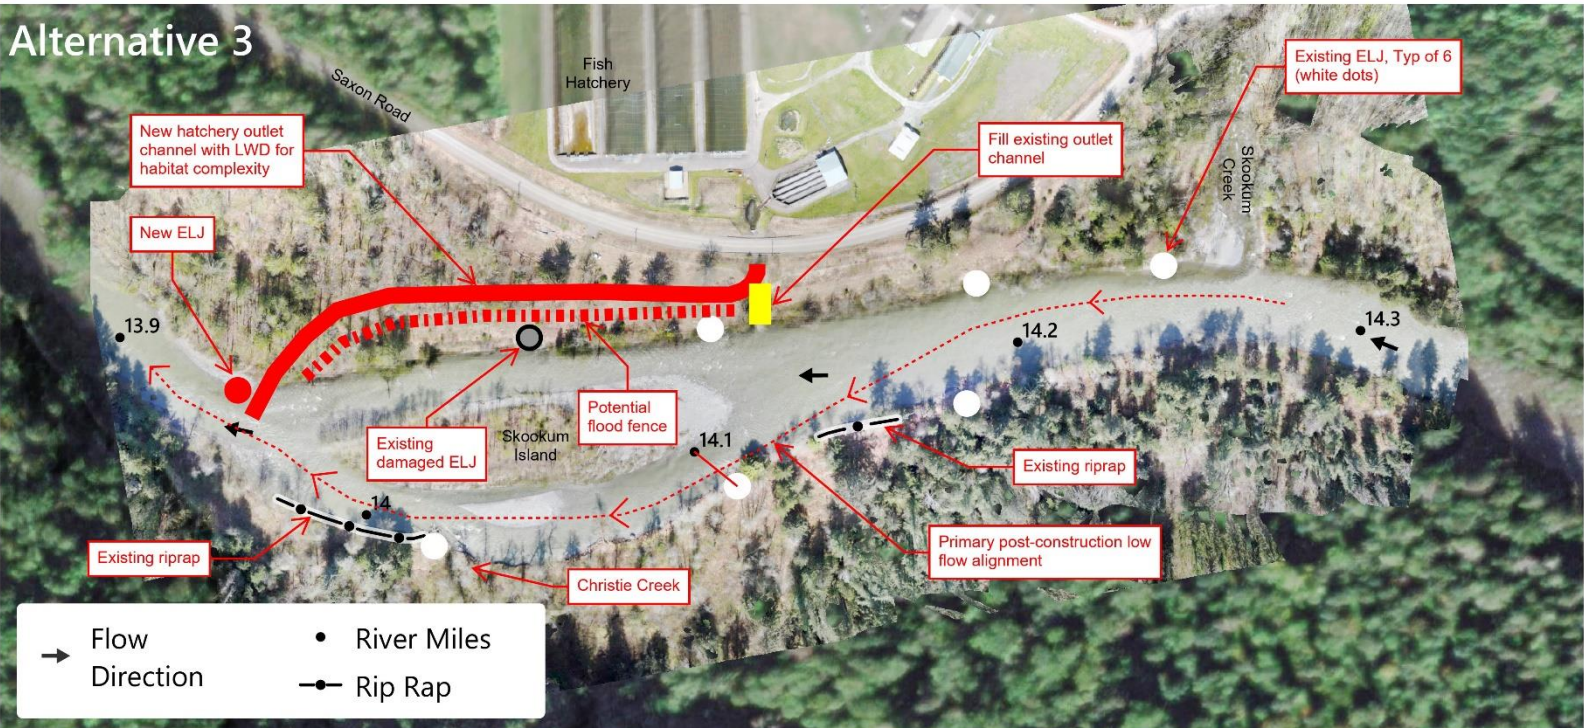 Alternative 3
Saxon Road
Fish
Hatchery
Existing ELJ, Typ of 6
(white dots)
New hatchery outlet
channel with LWD for
habitat complexity
Fill existing outlet
channel
Skookum
Creek
New ELJ
13.9
14.2
14.3
Potential
flood fence
Existing
damaged ELJ
Skookum
Island
14.1
Existing riprap
14
Existing riprap
Primary post-construction low
flow alignment
Christie Creek
Flow
Direction
River Miles
Rip Rap